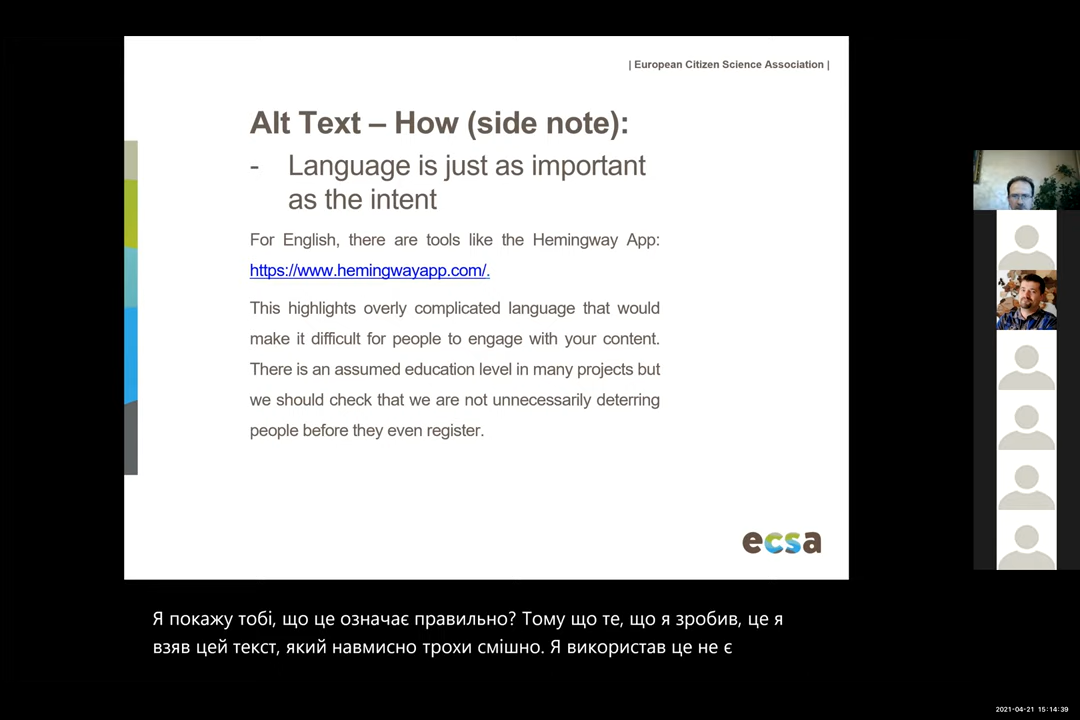 | European Citizen Science Association |
Alt Text – How (side note):
- Language is just as important
as the intent
For English, there are tools like the Hemingway App:
https://www.hemingwayapp.com/.
This highlights overly complicated language that would
make it difficult for people to engage with your content.
There is an assumed education level in many projects but
we should check that we are not unnecessarily deterring
people before they even register.
ecsa
Я покажу тобі, що це означає правильно? Тому що те, що я зробив, це я
взяв цей текст, який навмисно трохи смішно. Я використав це не є
2021-04-21 15:14:39